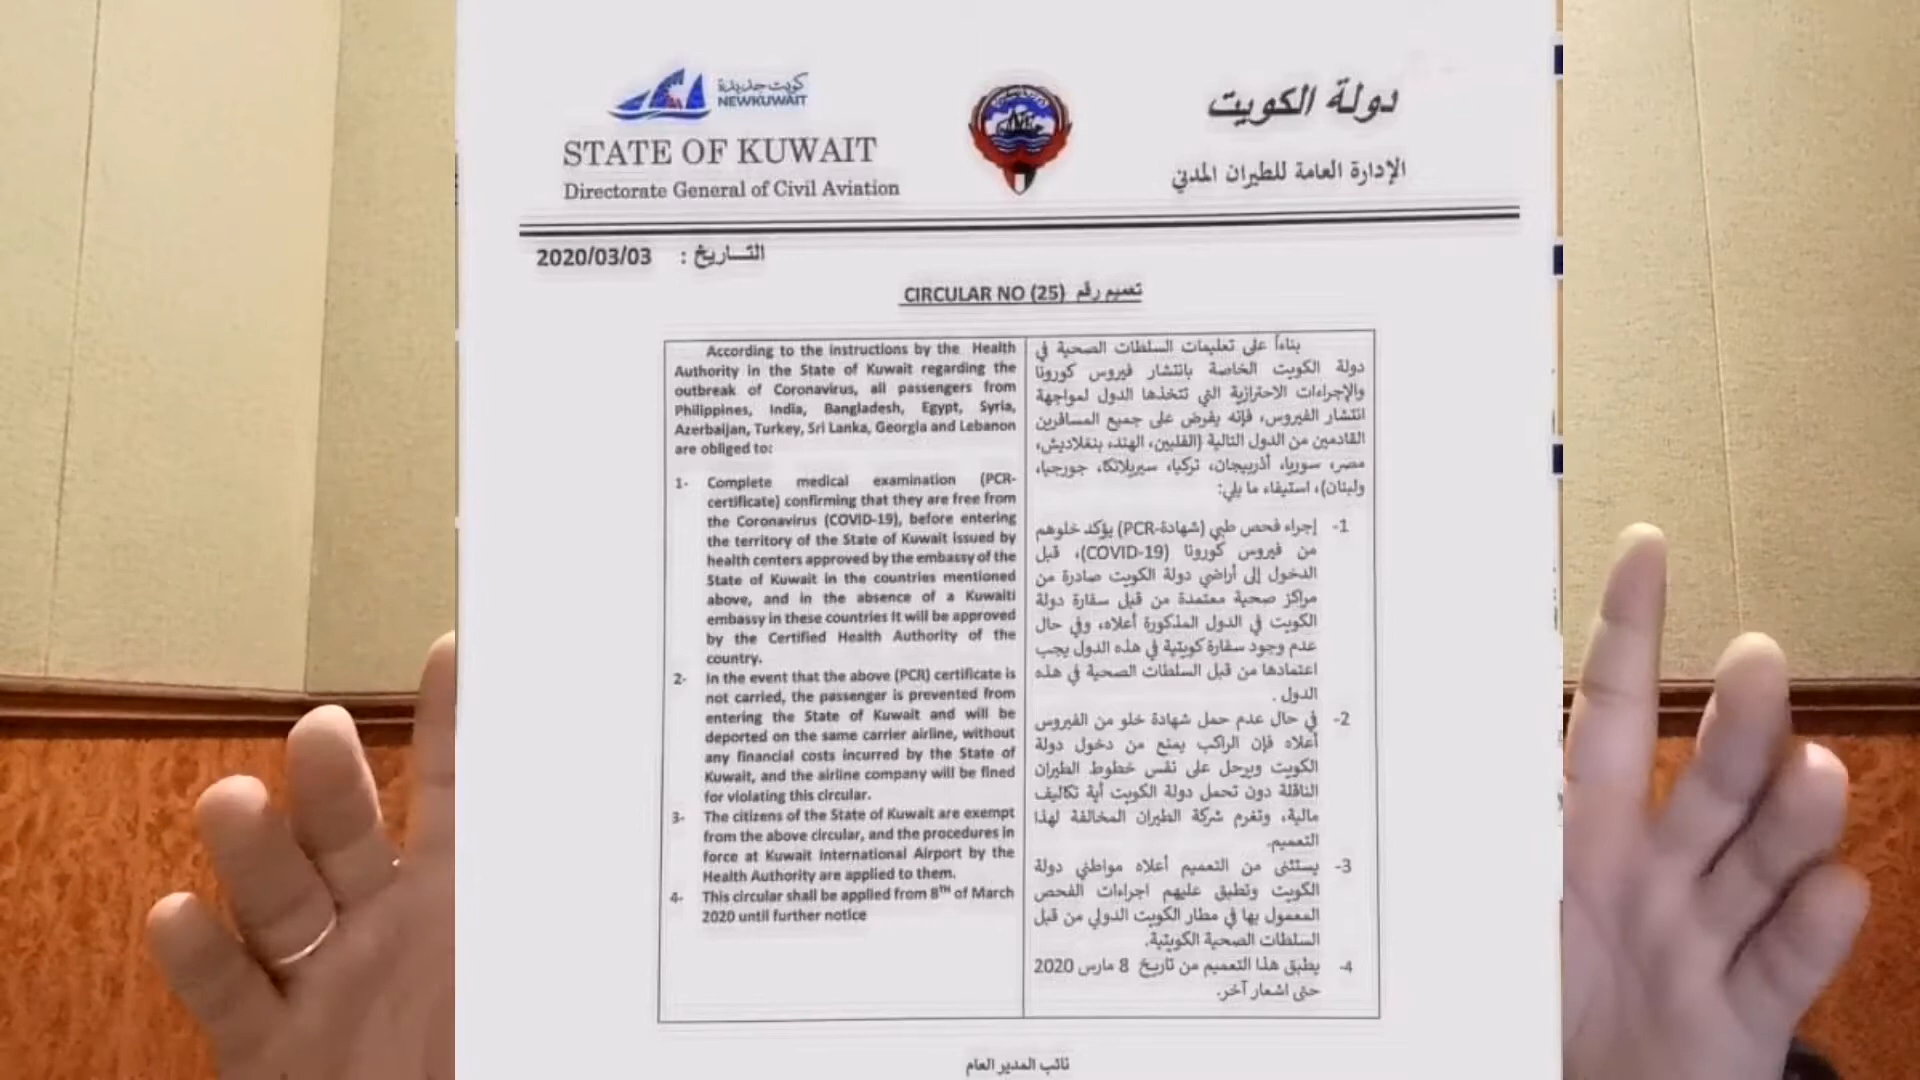 كويت جديدة
NEWKUWAIT
STATE OF KUWAIT
Directorate General of Civil Aviation
دولة الكويت
الإدارة العامة للطيران المدني
2020/03/03 التاريخ :
CIRCULAR NO (25) تعميم رقم
According to the instructions by the Health
Authority in the State of Kuwait regarding the
outbreak of Coronavirus, all passengers from
Philippines, India, Bangladesh, Egypt, Syria,
Azerbaijan, Turkey, Sri Lanka, Georgia and Lebanon
are obliged to:
1- Complete medical examination (PCR-
certificate) confirming that they are free from
the Coronavirus (COVID-19), before entering
the territory of the State of Kuwait issued by
health centers approved by the embassy of the
State of Kuwait in the countries mentioned
above, and in the absence of a Kuwaiti
embassy in these countries it will be approved
by the Certified Health Authority of the
country.
2- In the event that the above (PCR) certificate is
not carried, the passenger is prevented from
entering the State of Kuwait and will be
deported on the same carrier airline, without
any financial costs incurred by the State of
Kuwait, and the airline company will be fined
for violating this circular.
3- The citizens of the State of Kuwait are exempt
from the above circular, and the procedures in
force at Kuwait International Airport by the
Health Authority are applied to them.
4- This circular shall be applied from 8TH of March
2020 until further notice
بناءاً على تعليمات السلطات الصحية في
دولة الكويت الخاصة بانتشار فيروس كورونا
والإجراءات الاحترازية التي تتخذها الدول لمواجهة
انتشار الفيروس، فإنه يفرض على جميع المسافرين
القادمين من الدول التالية (الفلبين، الهند، بنغلاديش،
مصر، سوريا، أذربيجان، تركيا، سيريلانكا، جورجيا،
ولبنان)، استيفاء ما يلي:
1- إجراء فحص طبي (شهادة-PCR) يؤكد خلوهم
من فيروس كورونا (COVID-19)، قبل
الدخول إلى أراضي دولة الكويت صادرة من
مراكز صحية معتمدة من قبل سفارة دولة
الكويت في الدول المذكورة أعلاه، وفي حال
عدم وجود سفارة كويتية في هذه الدول يجب
اعتمادها من قبل السلطات الصحية في هذه
الدول .
2- في حال عدم حمل شهادة خلو من الفيروس
أعلاه فإن الراكب يمنع من دخول دولة
الكويت ويرحل على نفس خطوط الطيران
الناقلة دون تحمل دولة الكويت أية تكاليف
مالية، وتغرم شركة الطيران المخالفة لهذا
التعميم.
3- يستثنى من التعميم أعلاه مواطني دولة
الكويت وتطبق عليهم اجراءات الفحص
المعمول بها في مطار الكويت الدولي من قبل
السلطات الصحية الكويتية.
4- يطبق هذا التعميم من تاريخ 8 مارس 2020
حتى اشعار آخر.
نائب المدير العام